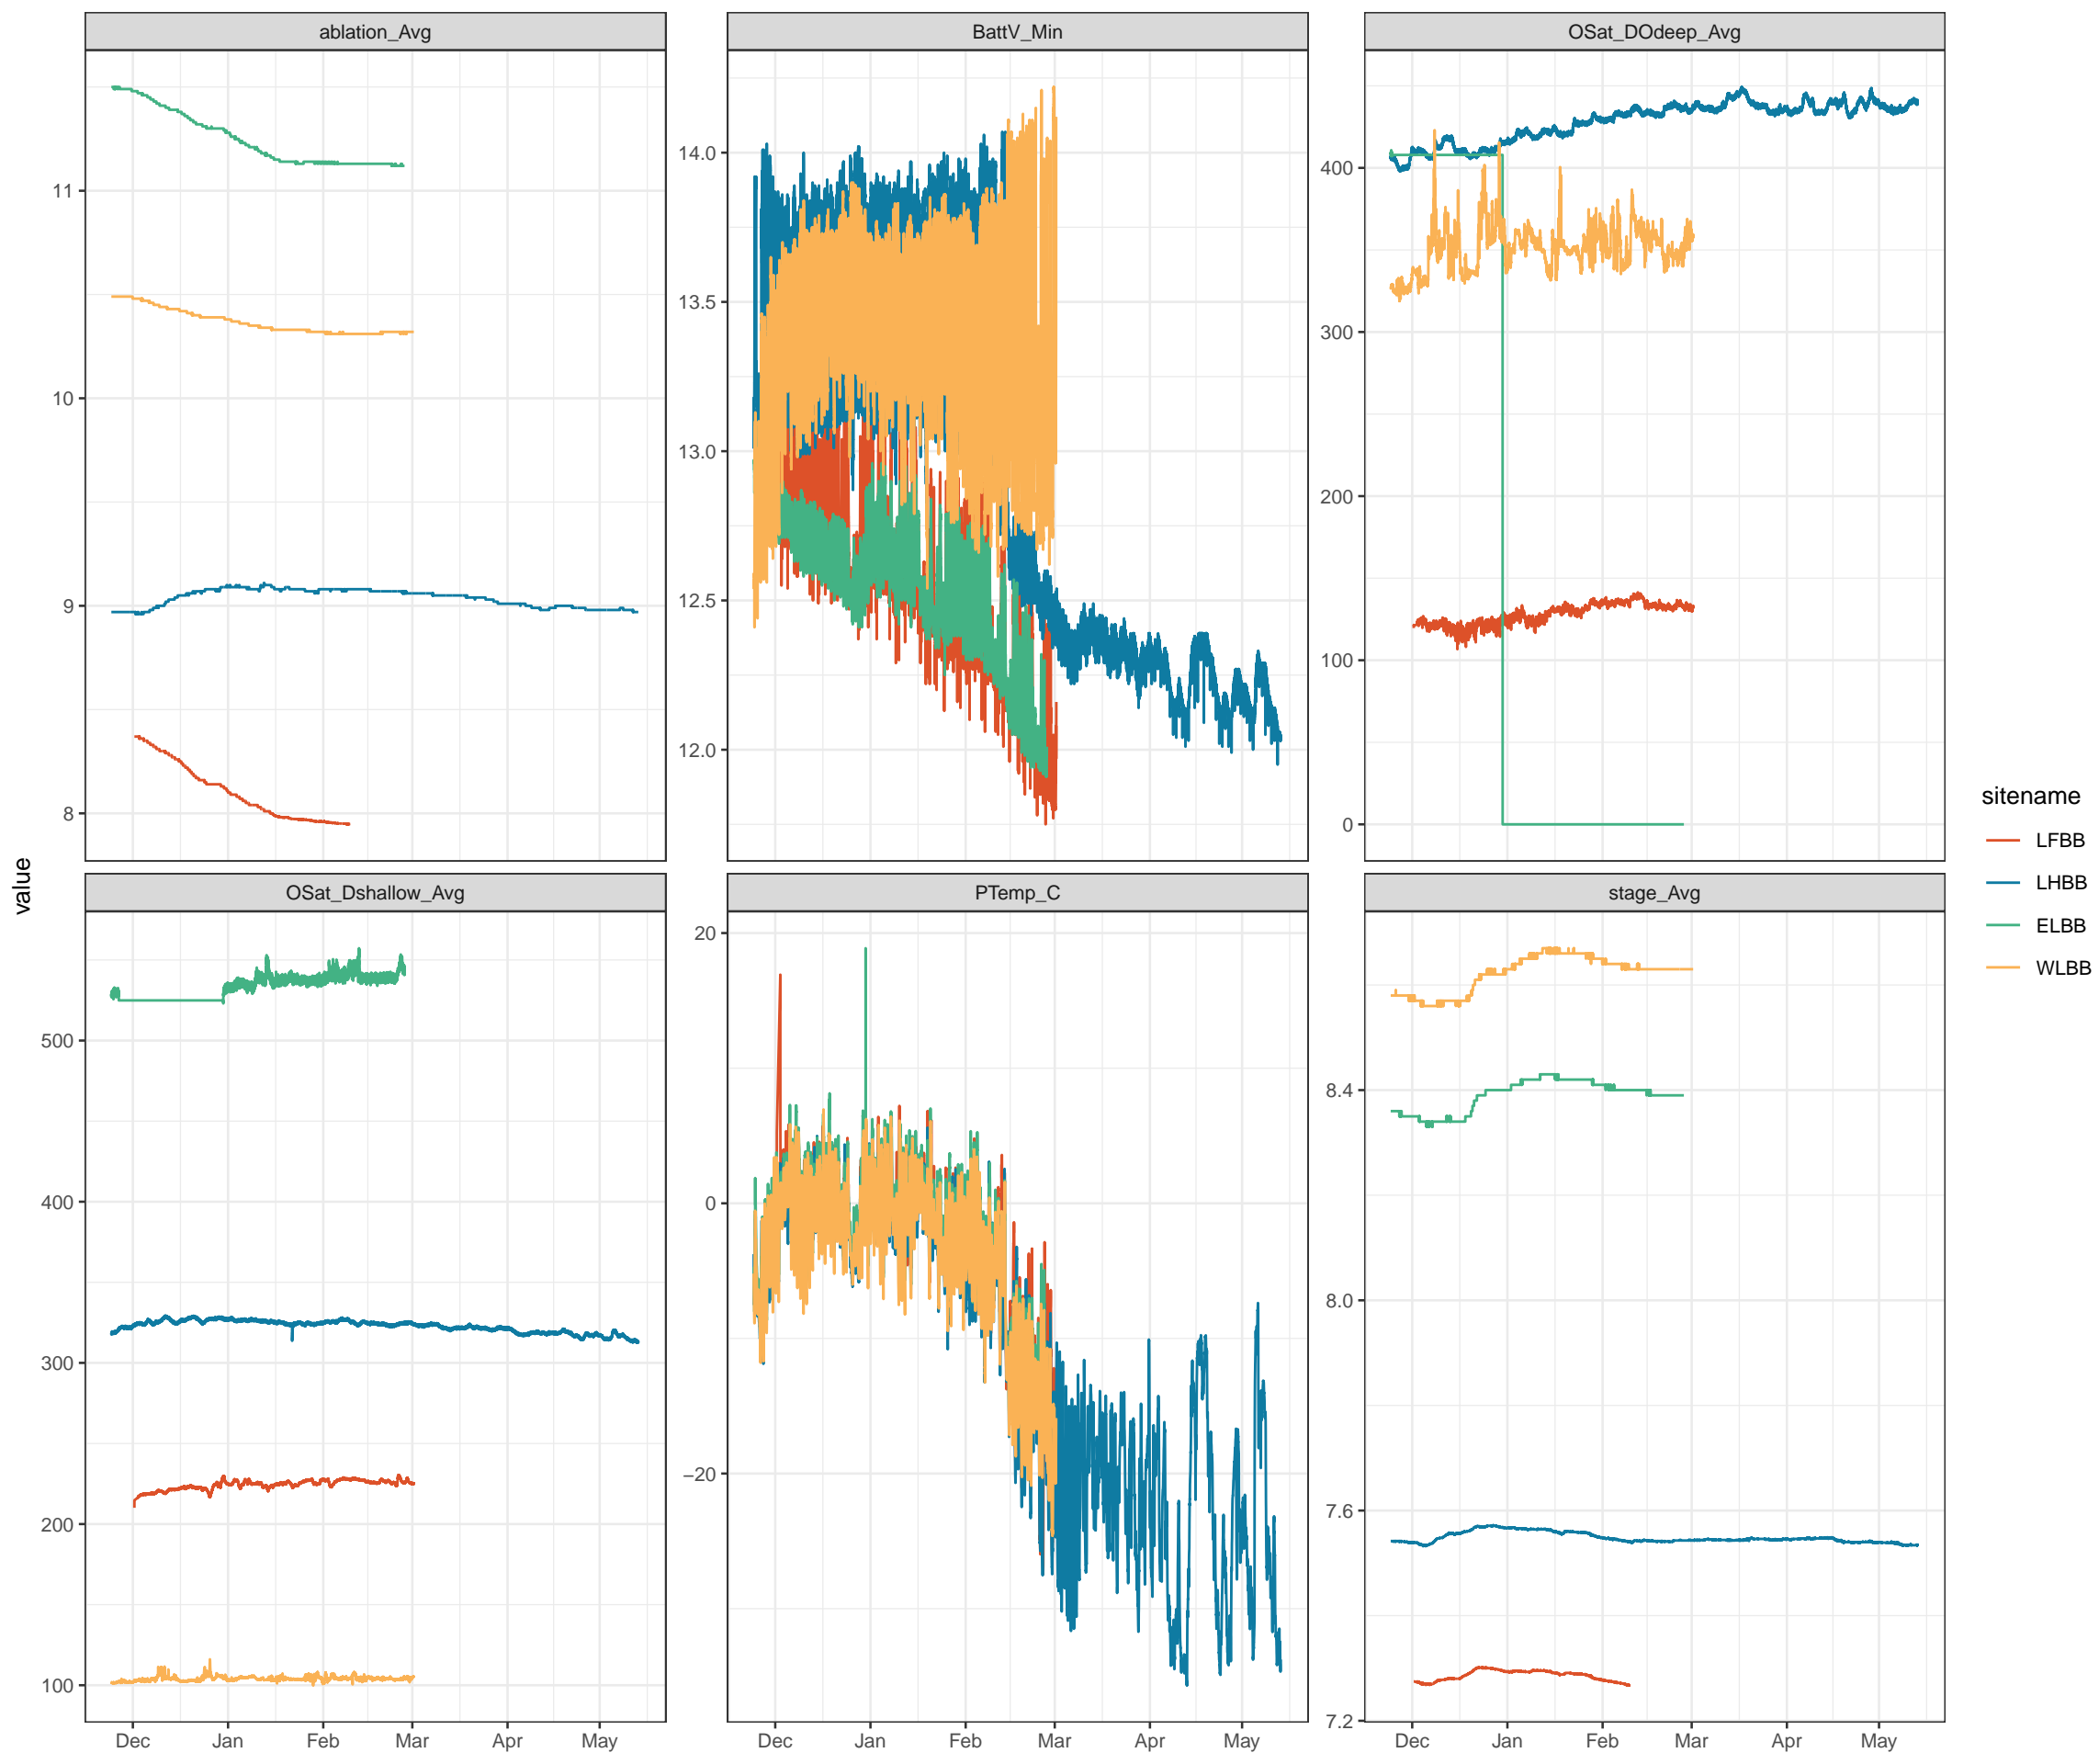 ablation_Avg
BattV_Min
OSat_DOdeep_Avg
11
10
9
8
14.0
13.5
13.0
12.5
12.0
400
300
200
100
0
value
OSat_Dshallow_Avg
PTemp_C
stage_Avg
500
400
300
200
100
20
0
−20
8.4
8.0
7.6
7.2
Dec Jan Feb Mar Apr May
Dec Jan Feb Mar Apr May
Dec Jan Feb Mar Apr May
sitename
LFBB
LHBB
ELBB
WLBB